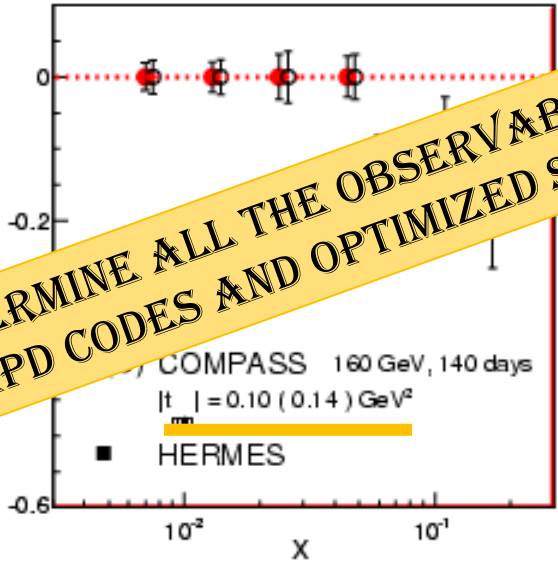 0
-0.2
ERMINE ALL THE OBSERVAB
PD CODES AND OPTIMIZED S
) COMPASS 160 GeV, 140 days
|t | = 0.10 ( 0.14 ) GeV²
HERMES
-0.6
10⁻² 10⁻¹
X